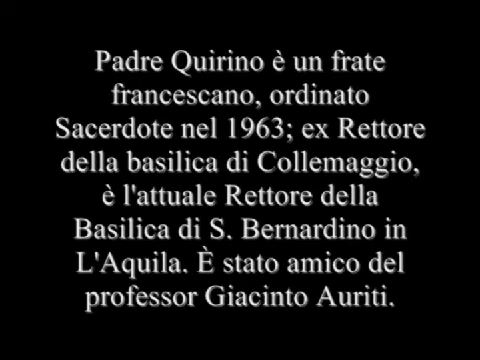 Padre Quirino è un frate
francescano, ordinato
Sacerdote nel 1963; ex Rettore
della basilica di Collemaggio,
è l'attuale Rettore della
Basilica di S. Bernardino in
L'Aquila. È stato amico del
professor Giacinto Auriti.